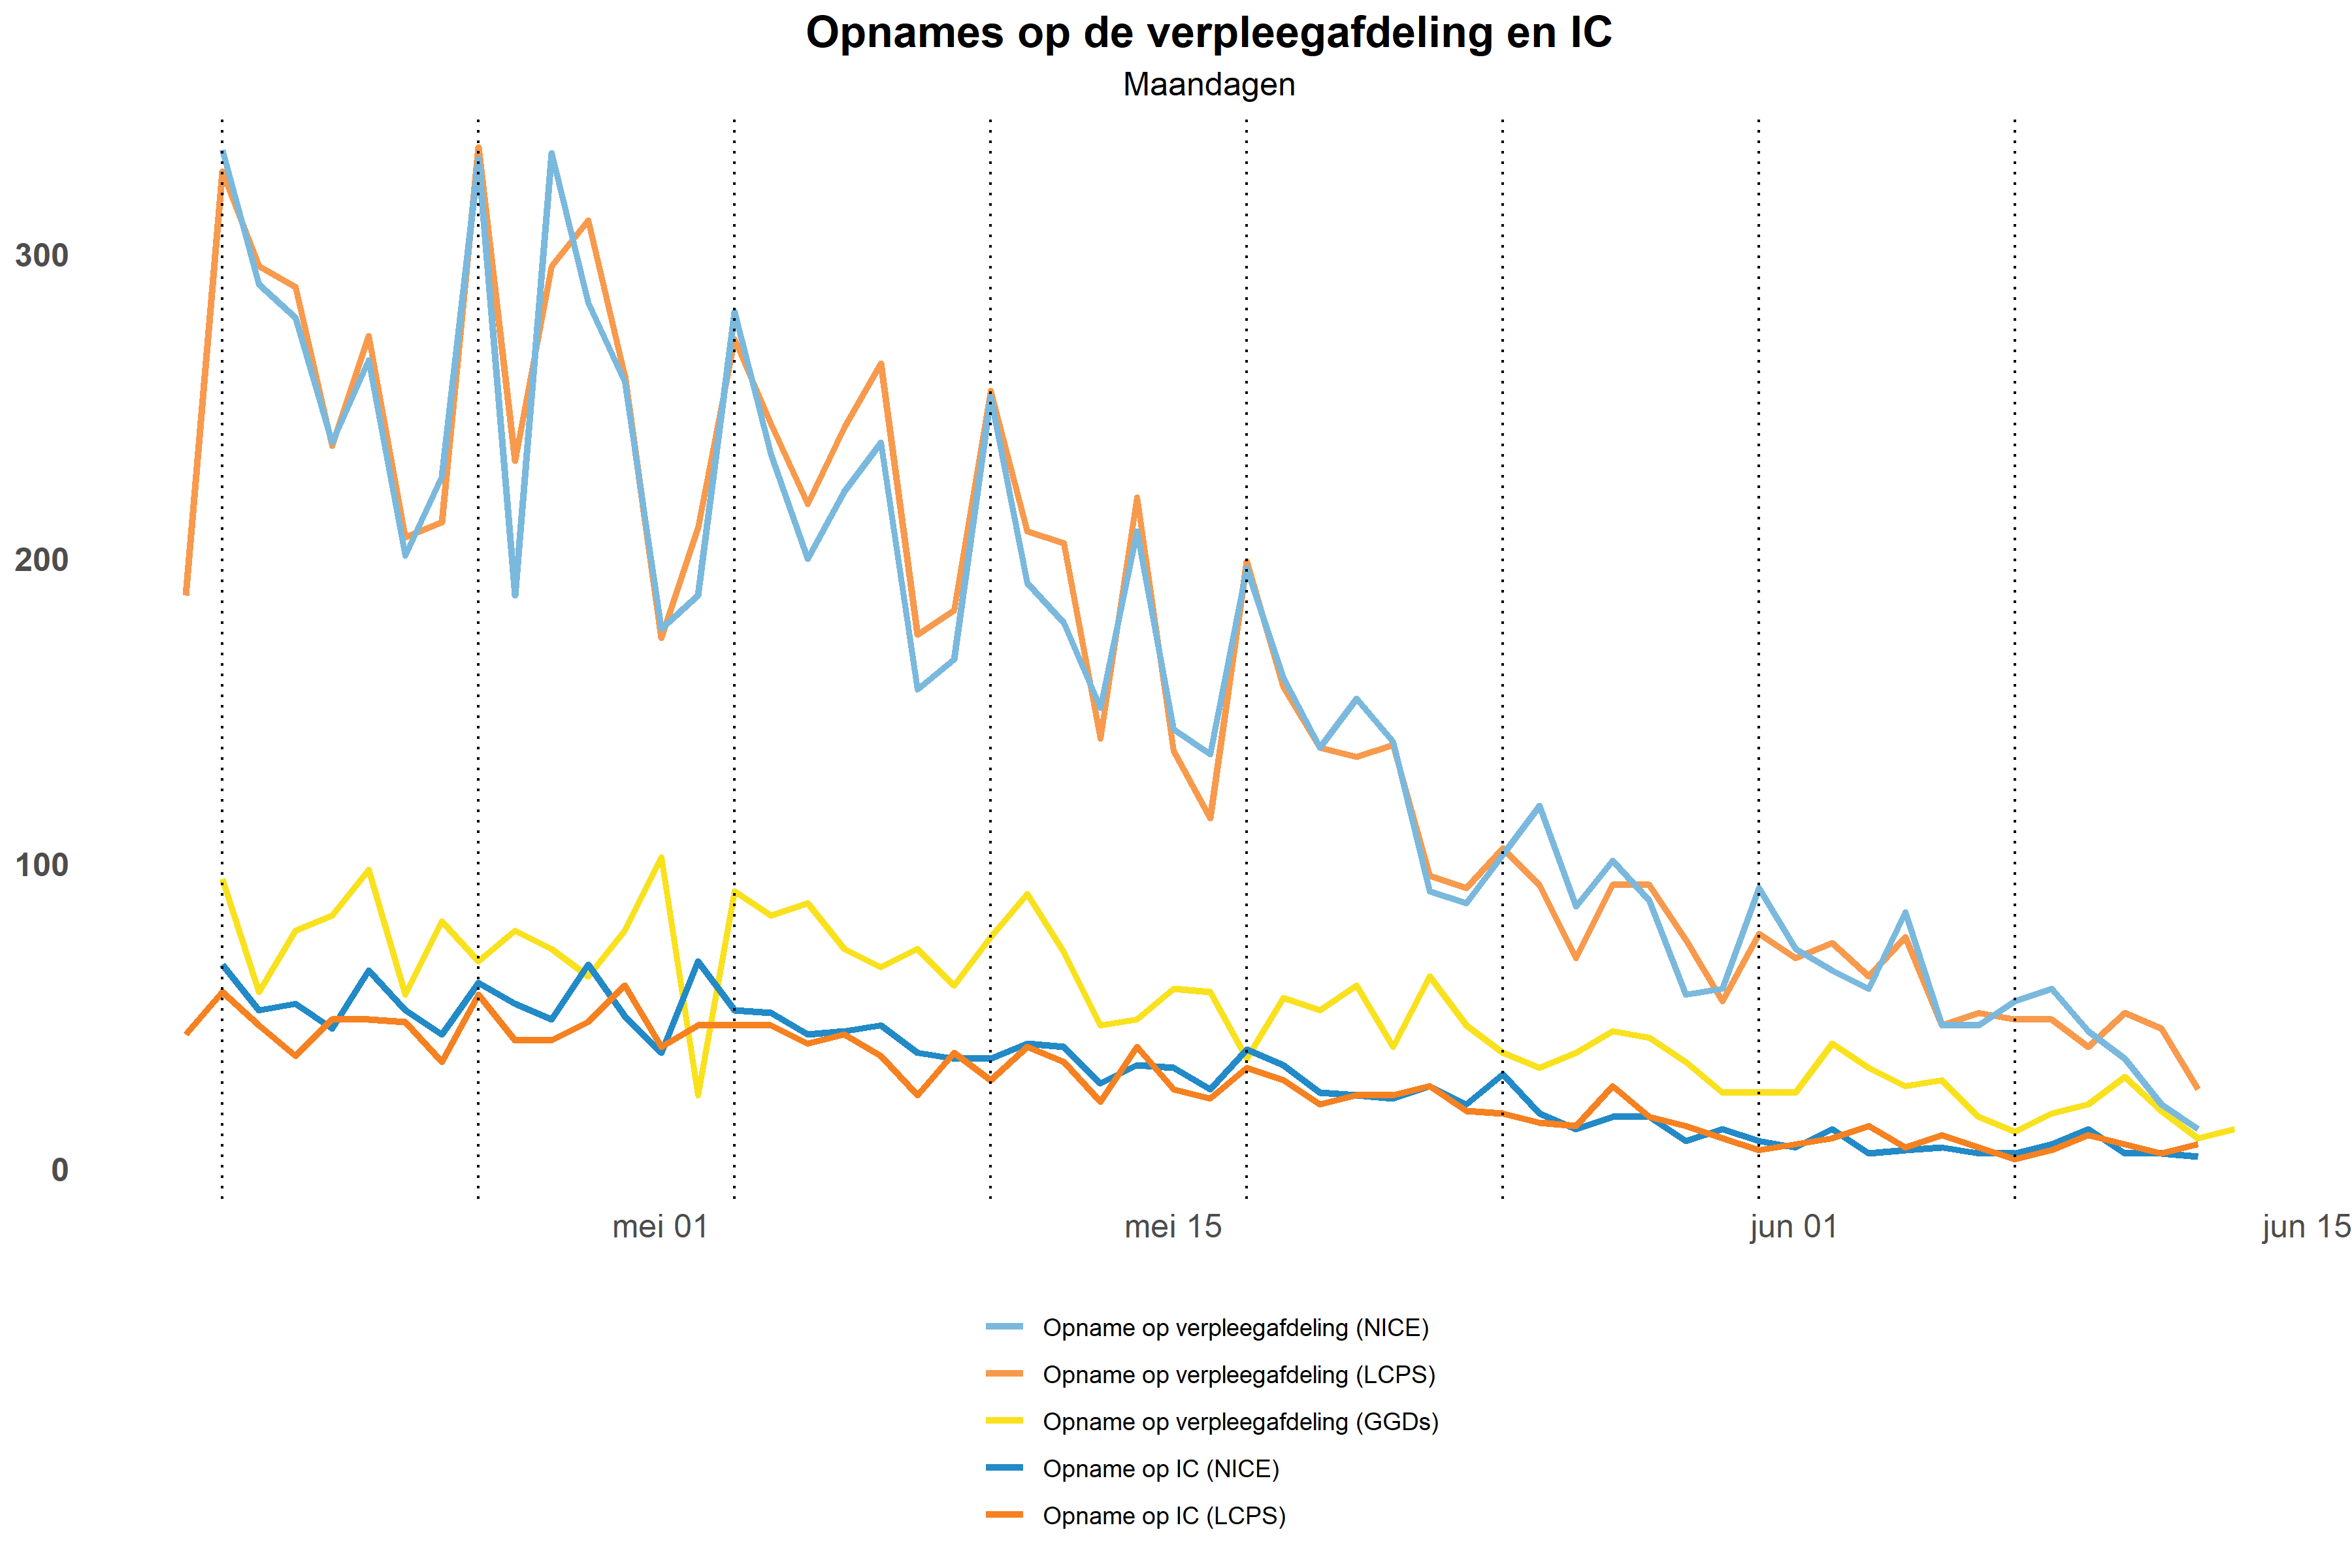 Opnames op de verpleegafdeling en IC
Maandagen
300
200
100
0
mei 01 mei 15 jun 01 jun 15
Opname op verpleegafdeling (NICE)
Opname op verpleegafdeling (LCPS)
Opname op verpleegafdeling (GGDs)
Opname op IC (NICE)
Opname op IC (LCPS)